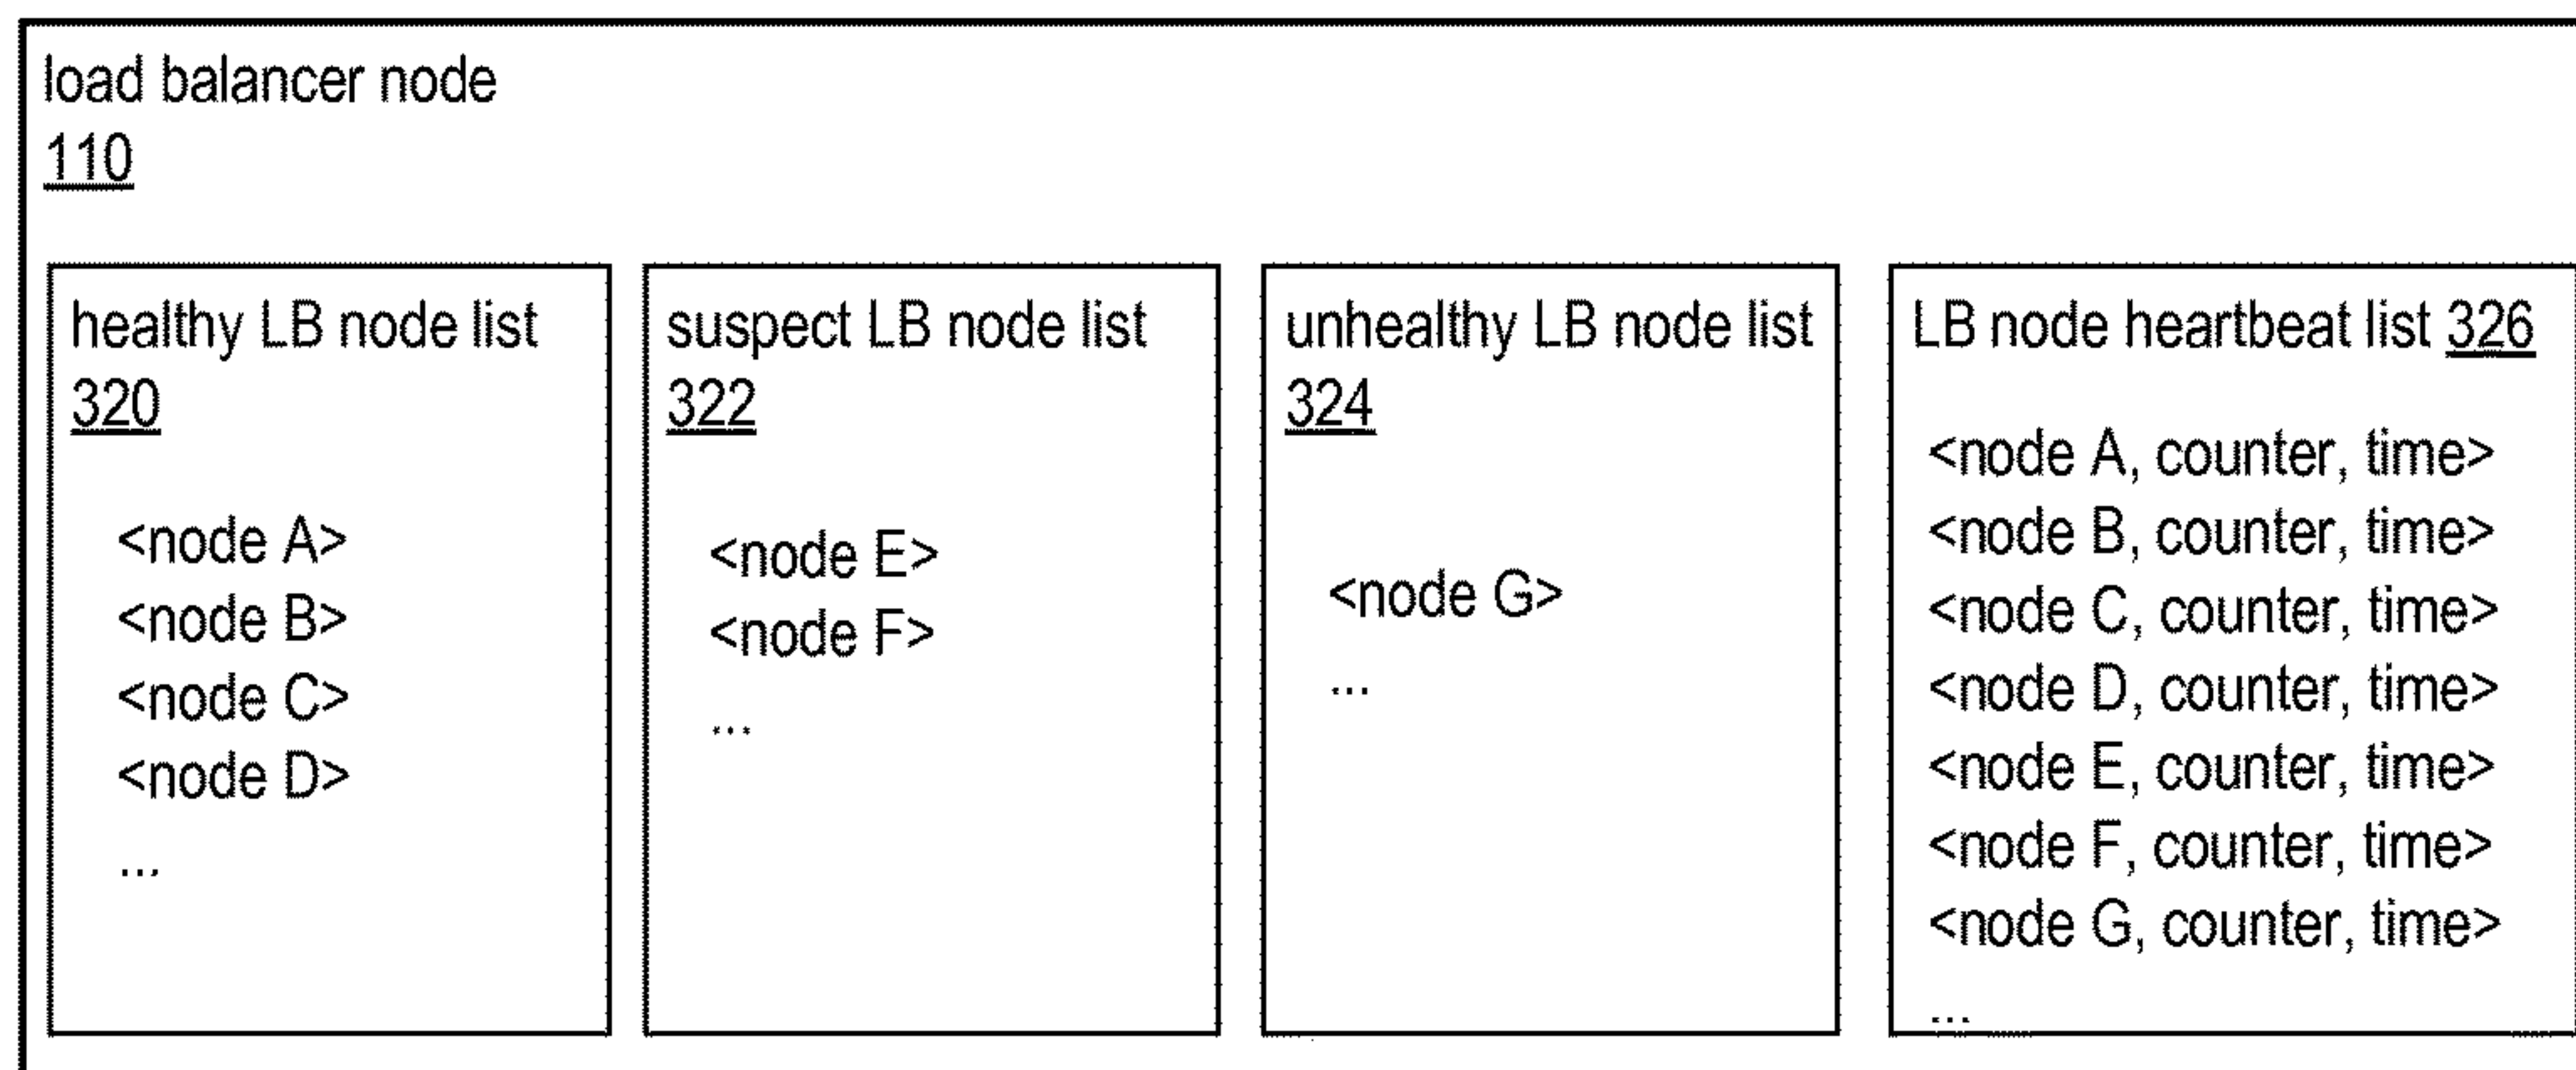 load balancer node
110
healthy LB node list
320
<node A>
<node B>
<node C>
<node D>
...
suspect LB node list
322
<node E>
<node F>
...
unhealthy LB node list
324
<node G>
...
LB node heartbeat list 326
<node A, counter, time>
<node B, counter, time>
<node C, counter, time>
<node D, counter, time>
<node E, counter, time>
<node F, counter, time>
<node G, counter, time>
...